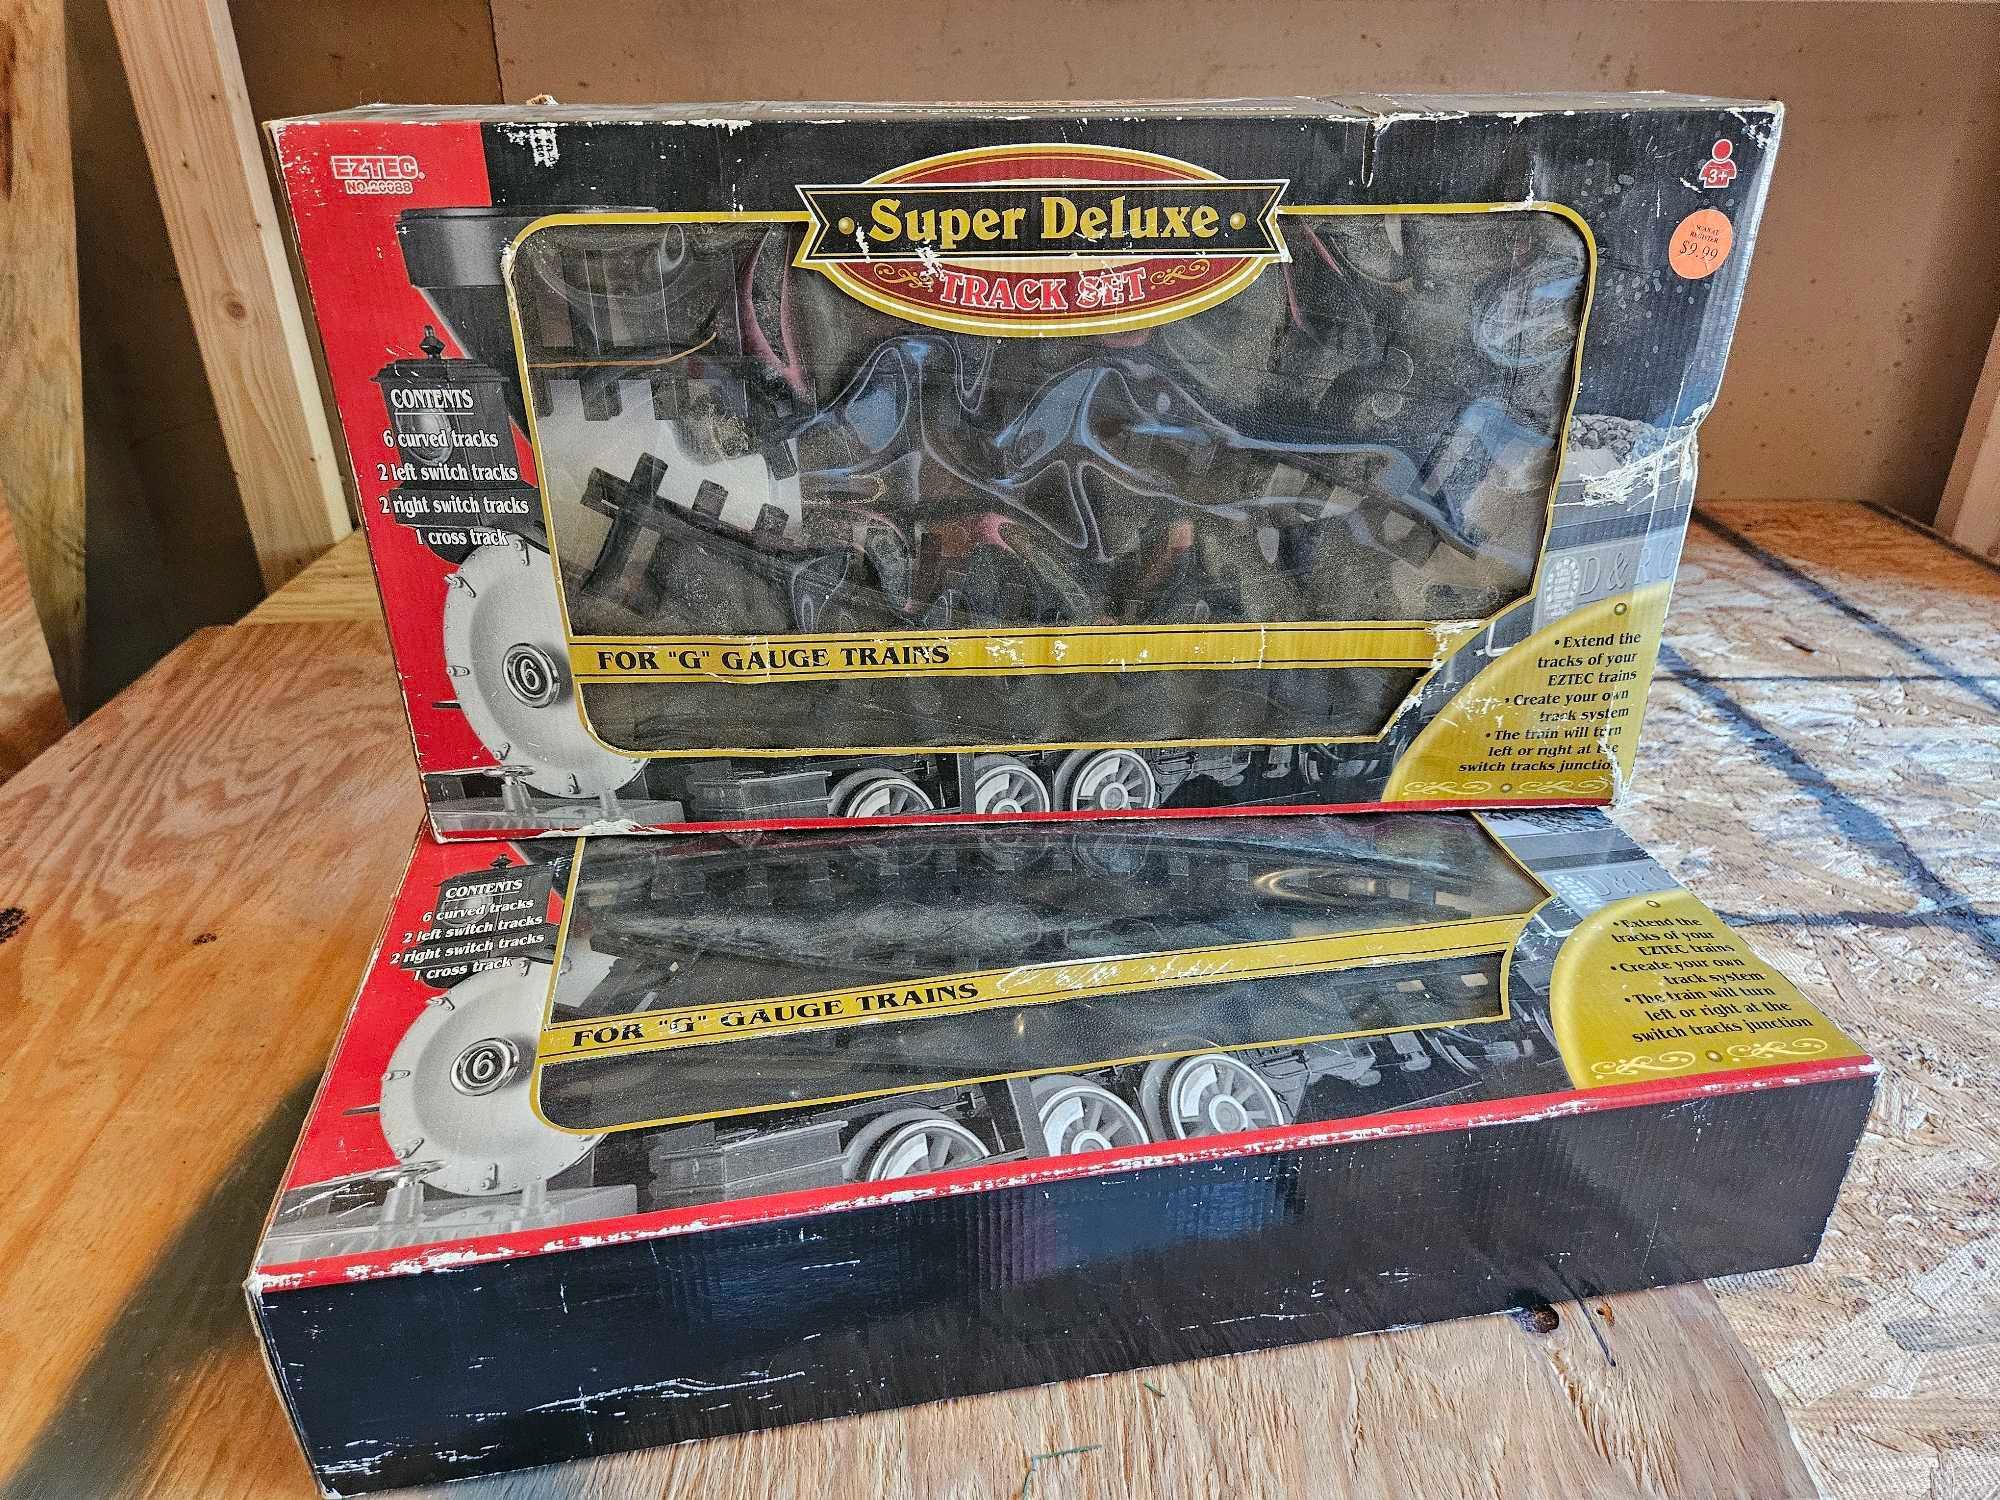 EZTEC®
NO.20088
Super Deluxe
TRACK SET
3+
SCAN AT
REGISTER
$9.99
CONTENTS
6 curved tracks
2 left switch tracks
2 right switch tracks
1 cross track
6
D & RG
FOR "G" GAUGE TRAINS
• Extend the
tracks of your
EZTEC trains
• Create your own
track system
• The train will turn
left or right at the
switch tracks junction
CONTENTS
6 curved tracks
2 left switch tracks
2 right switch tracks
1 cross track
6
FOR "G" GAUGE TRAINS
• Extend the
tracks of your
EZTEC trains
• Create your own
track system
• The train will turn
left or right at the
switch tracks junction